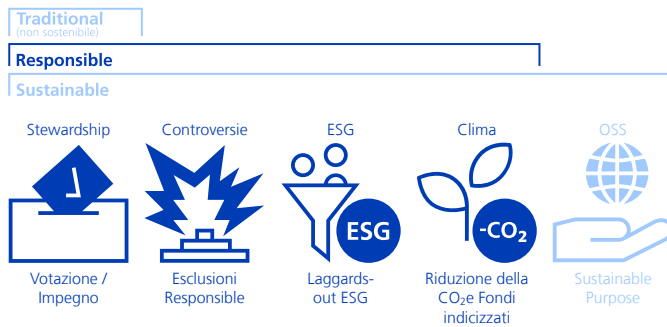 Traditional
(non sostenibile)
Responsible
Sustainable
Stewardship
Controversie
ESG
Clima
OSS
ESG
-CO₂
Votazione /
Impegno
Esclusioni
Responsible
Laggards-
out ESG
Riduzione della
CO₂e Fondi
indicizzati
Sustainable
Purpose